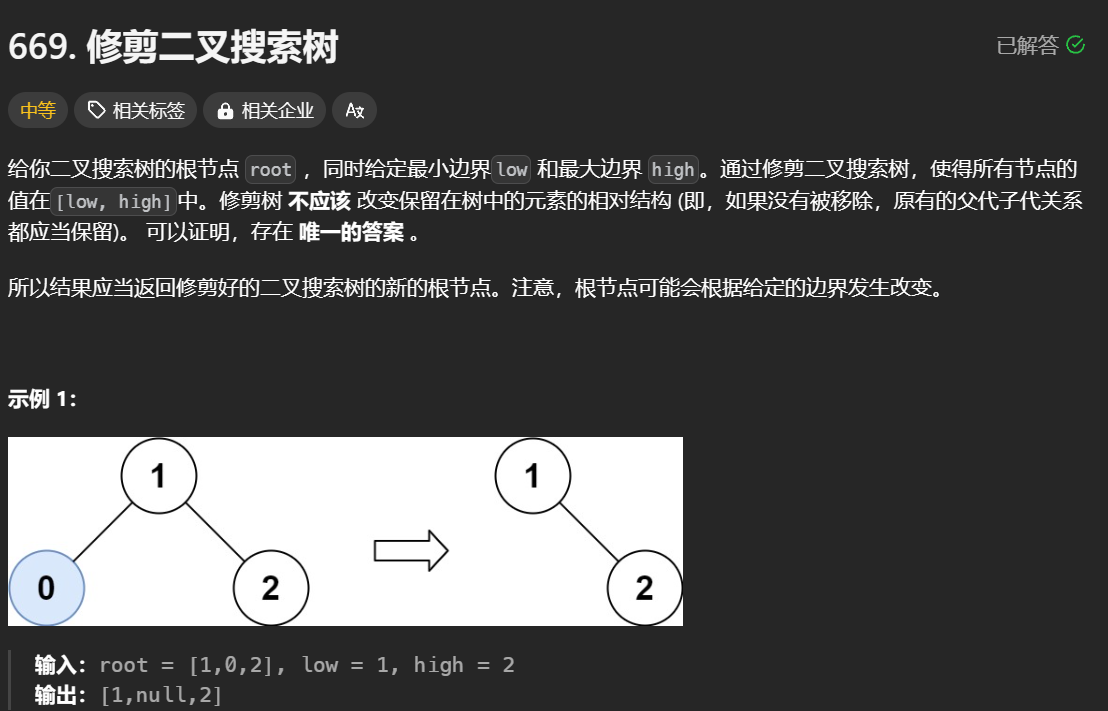 669. 修剪二叉搜索树
已解答
中等 相关标签 相关企业 A文
给你二叉搜索树的根节点 root ，同时给定最小边界low 和最大边界 high。通过修剪二叉搜索树，使得所有节点的
值在[low, high]中。修剪树 不应该 改变保留在树中的元素的相对结构 (即，如果没有被移除，原有的父代子代关系
都应当保留)。 可以证明，存在 唯一的答案 。
所以结果应当返回修剪好的二叉搜索树的新的根节点。注意，根节点可能会根据给定的边界发生改变。
示例 1：
1 1
0 2 2
输入：root = [1,0,2], low = 1, high = 2
输出：[1,null,2]